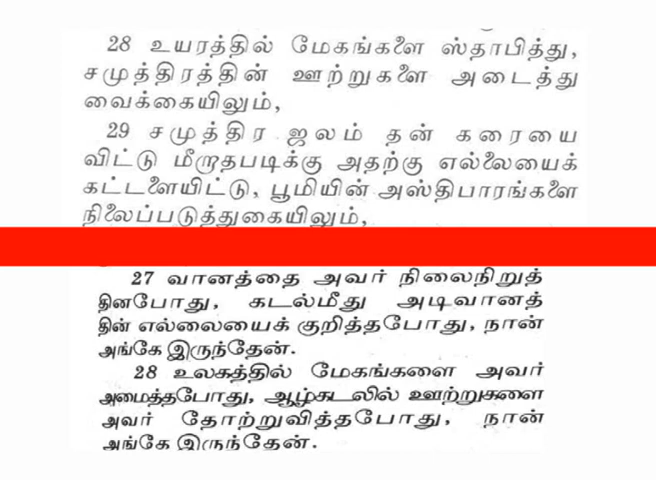 28 உயரத்தில் மேகங்களை ஸ்தாபித்து,
சமுத்திரத்தின் ஊற்றுகளை அடைத்து
வைக்கையிலும்,
29 சமுத்திர ஜலம் தன் கரையை
விட்டு மீறாதபடிக்கு அதற்கு எல்லையைக்
கட்டளையிட்டு, பூமியின் அஸ்திபாரங்களை
நிலைப்படுத்துகையிலும்,
27 வானத்தை அவர் நிலைநிறுத்
தினபோது, கடல்மீது அடிவானத்
தின் எல்லையைக் குறித்தபோது, நான்
அங்கே இருந்தேன்.
28 உலகத்தில் மேகங்களை அவர்
அமைத்தபோது, ஆழ்கடலில் ஊற்றுகளை
அவர் தோற்றுவித்தபோது, நான்
அங்கே இருந்தேன்.